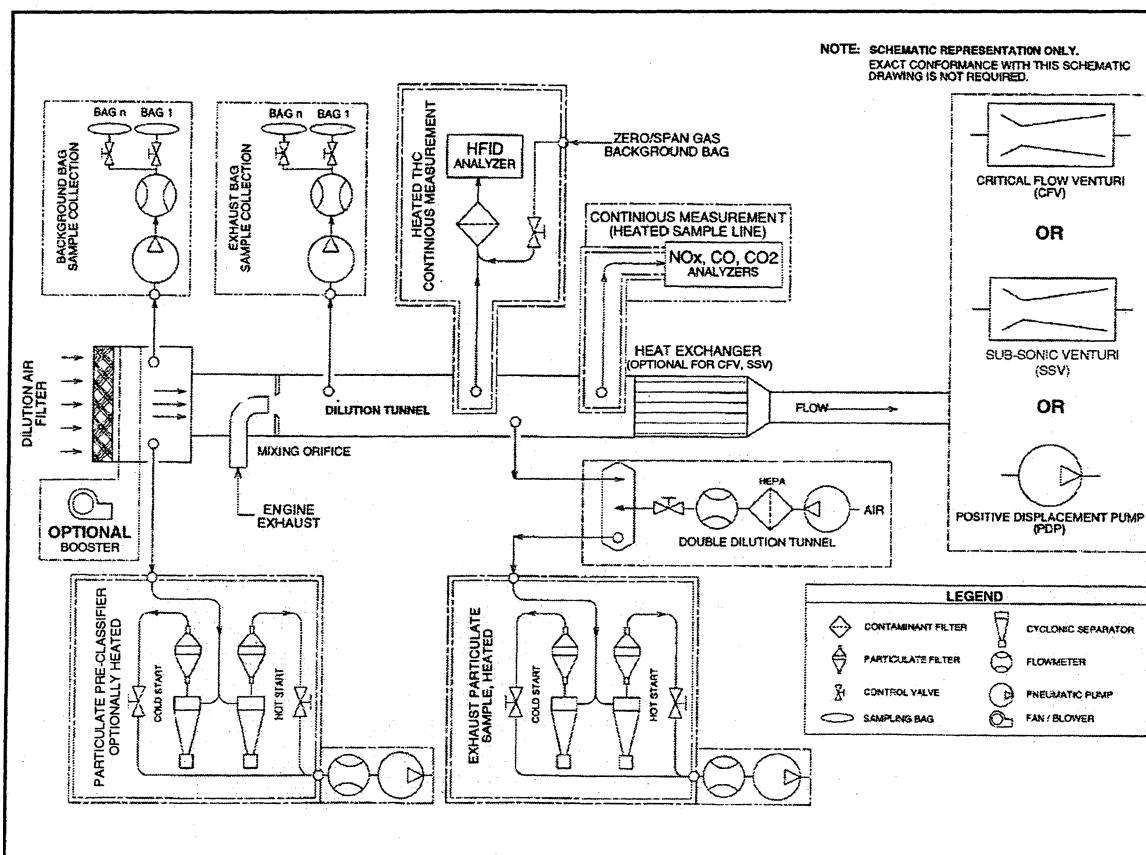 NOTE: SCHEMATIC REPRESENTATION ONLY.
EXACT CONFORMANCE WITH THIS SCHEMATIC
DRAWING IS NOT REQUIRED.
BAG n
BAG 1
BACKGROUND BAG
SAMPLE COLLECTION
BAG n
BAG 1
EXHAUST BAG
SAMPLE COLLECTION
HEATED THC
CONTINIOUS MEASUREMENT
HFID
ANALYZER
ZERO/SPAN GAS
BACKGROUND BAG
CONTINIOUS MEASUREMENT
(HEATED SAMPLE LINE)
NOx, CO, CO2
ANALYZERS
CRITICAL FLOW VENTURI
(CFV)
OR
SUB-SONIC VENTURI
(SSV)
OR
POSITIVE DISPLACEMENT PUMP
(PDP)
DILUTION AIR
FILTER
DILUTION TUNNEL
HEAT EXCHANGER
(OPTIONAL FOR CFV, SSV)
FLOW
MIXING ORIFICE
ENGINE
EXHAUST
OPTIONAL
BOOSTER
HEPA
AIR
DOUBLE DILUTION TUNNEL
PARTICULATE PRE-CLASSIFIER
OPTIONALLY HEATED
COLD START
HOT START
EXHAUST PARTICULATE
SAMPLE, HEATED
COLD START
HOT START
LEGEND
CONTAMINANT FILTER
CYCLONIC SEPARATOR
PARTICULATE FILTER
FLOWMETER
CONTROL VALVE
PNEUMATIC PUMP
SAMPLING BAG
FAN / BLOWER